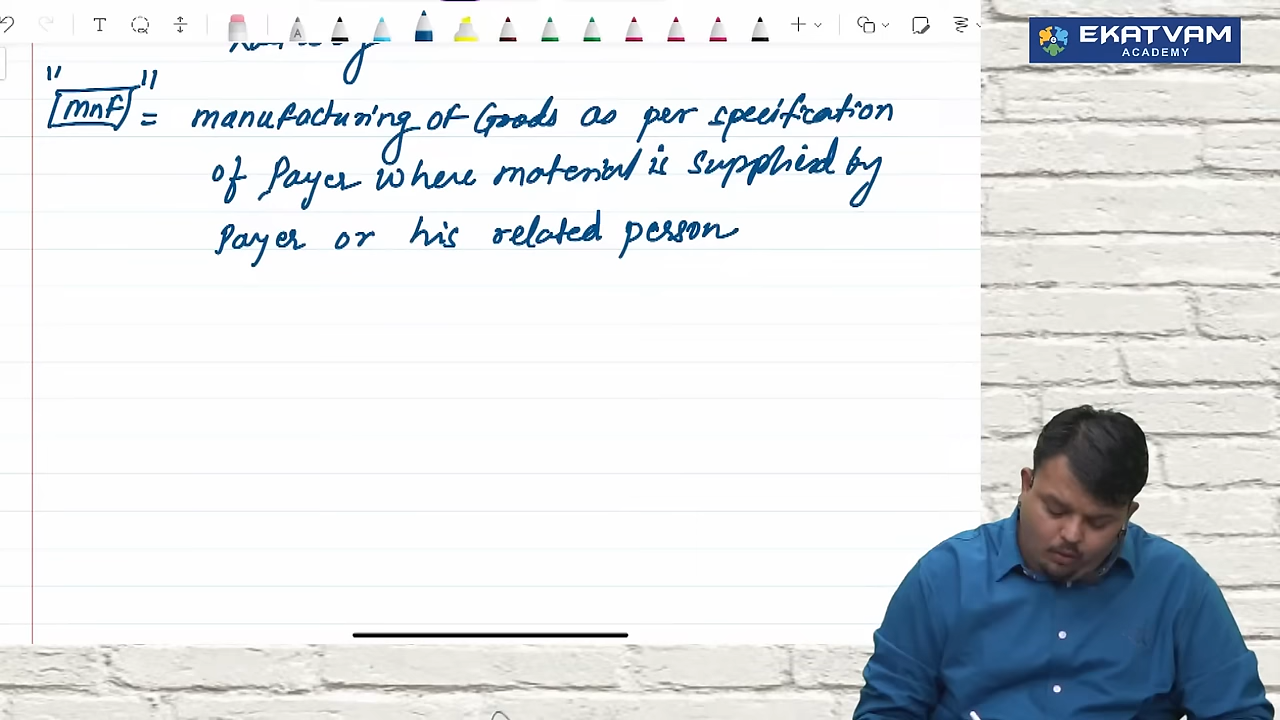 EKATVAM
ACADEMY
"[mnf]" = manufacturing of Goods as per specification
of Payer where material is supplied by
Payer or his related person